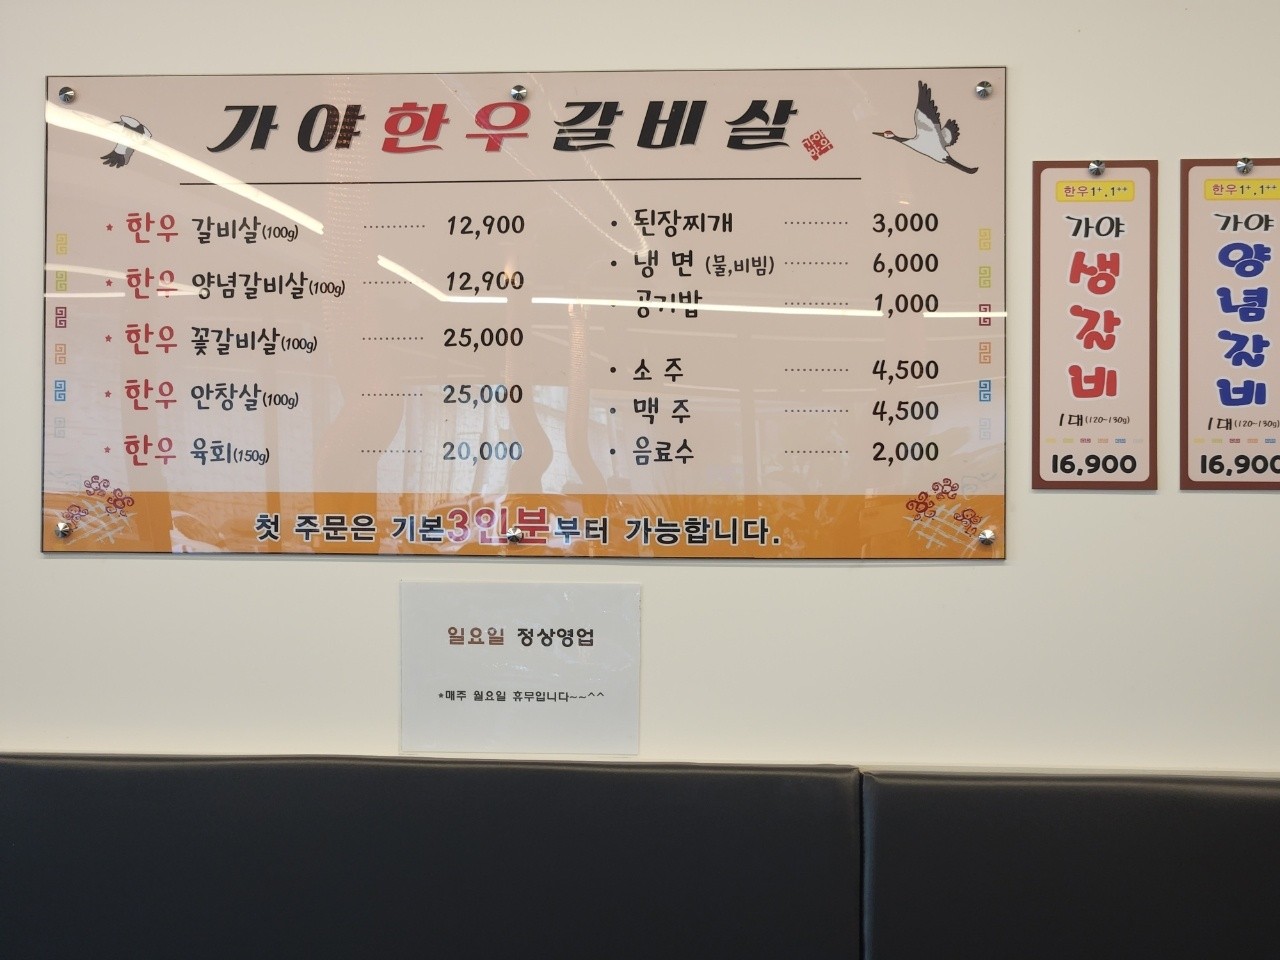 가야한우갈비살
한우 갈비살(100g) 12,900
한우 양념갈비살(100g) 12,900
한우 꽃갈비살(100g) 25,000
한우 안창살(100g) 25,000
한우 육회(150g) 20,000
된장찌개 3,000
냉면 (물,비빔) 6,000
공기밥 1,000
소주 4,500
맥주 4,500
음료수 2,000
첫 주문은 기본3인분부터 가능합니다.
한우1⁺.1⁺⁺
가야
생
갈
비
1대(120~130g)
16,900
한우1⁺.1⁺⁺
가야
양
념
갈
비
1대(120~130g)
16,900
일요일 정상영업
*매주 월요일 휴무입니다~~^^